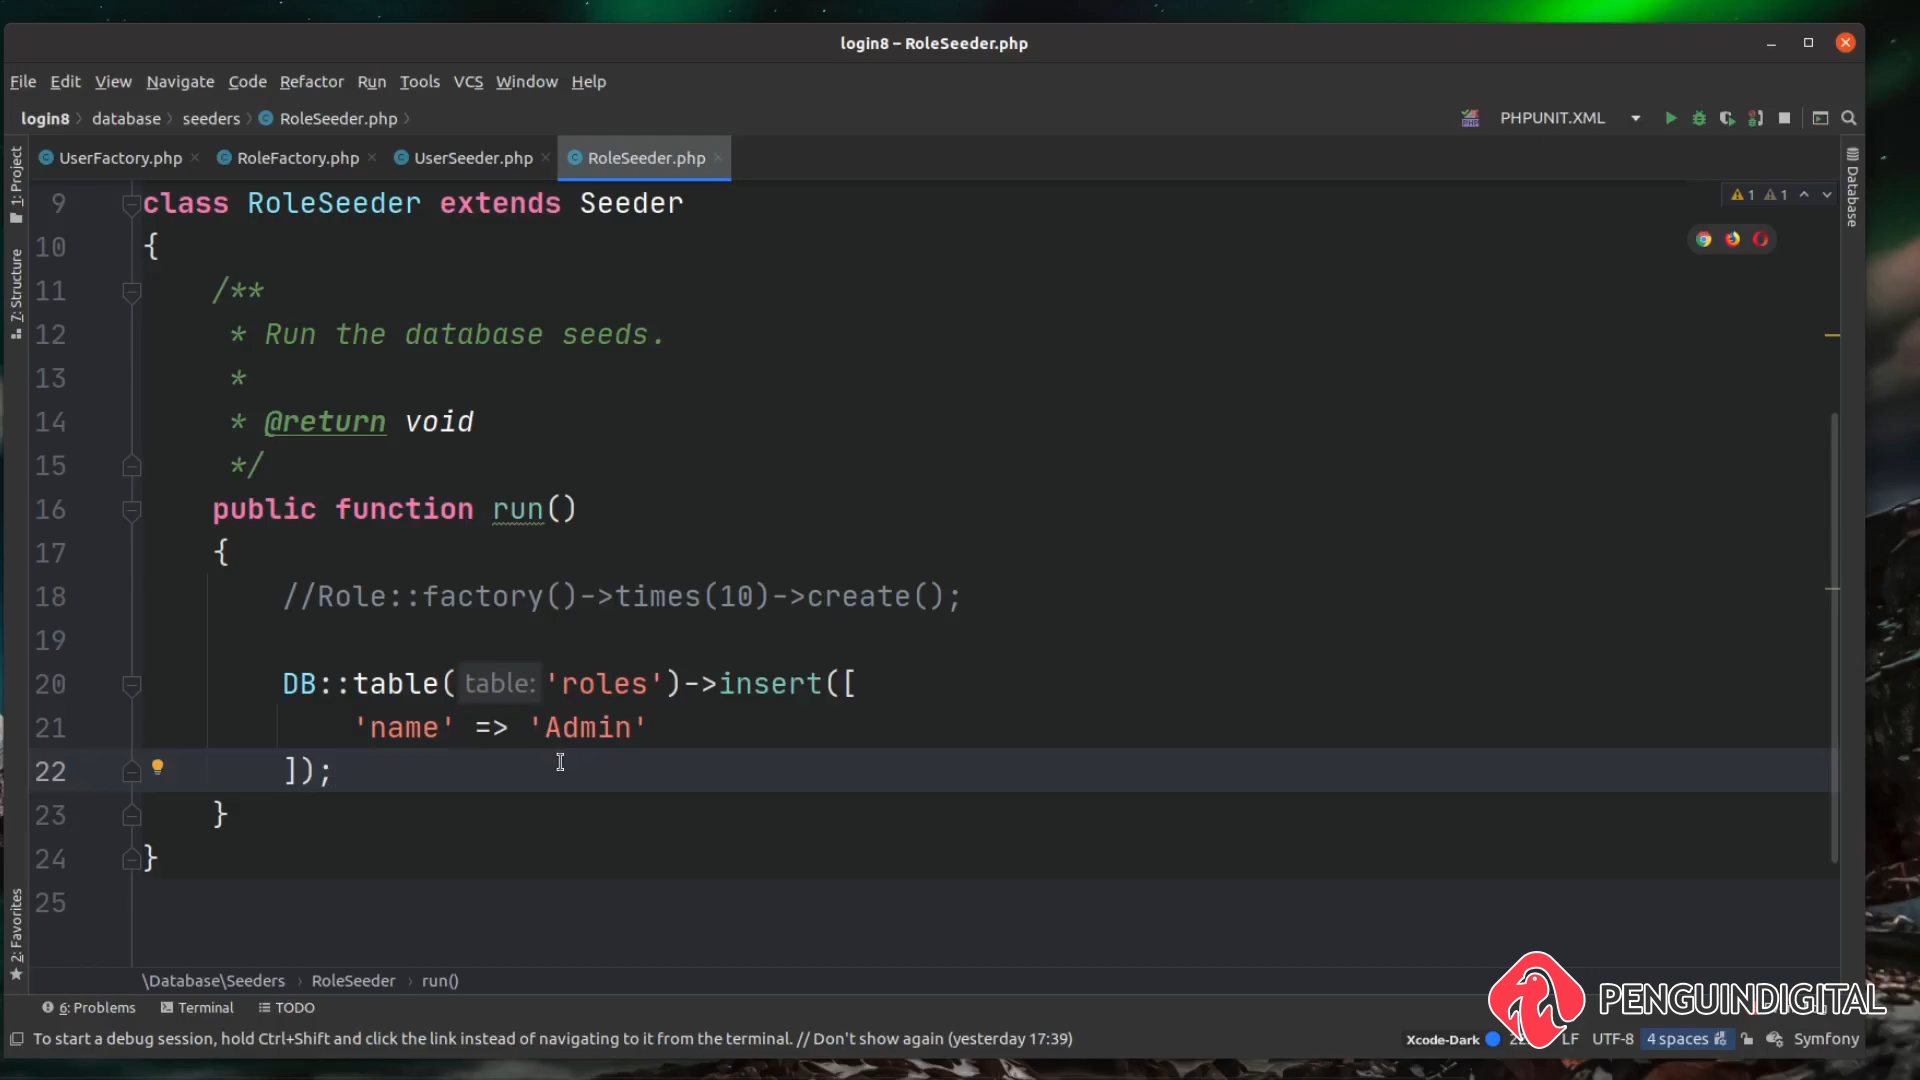 login8 – RoleSeeder.php
File Edit View Navigate Code Refactor Run Tools VCS Window Help
login8 database seeders RoleSeeder.php
PHPUNIT.XML
UserFactory.php RoleFactory.php UserSeeder.php RoleSeeder.php
1: Project
7: Structure
2: Favorites
Database
1 1
9 class RoleSeeder extends Seeder
10 {
11 /**
12 * Run the database seeds.
13 *
14 * @return void
15 */
16 public function run()
17 {
18 //Role::factory()->times(10)->create();
19
20 DB::table( table: 'roles')->insert([
21 'name' => 'Admin'
22 ]);
23 }
24 }
25
\Database\Seeders › RoleSeeder › run()
6: Problems Terminal TODO
PENGUINDIGITAL
To start a debug session, hold Ctrl+Shift and click the link instead of navigating to it from the terminal. // Don't show again (yesterday 17:39)
Xcode-Dark LF UTF-8 4 spaces Symfony